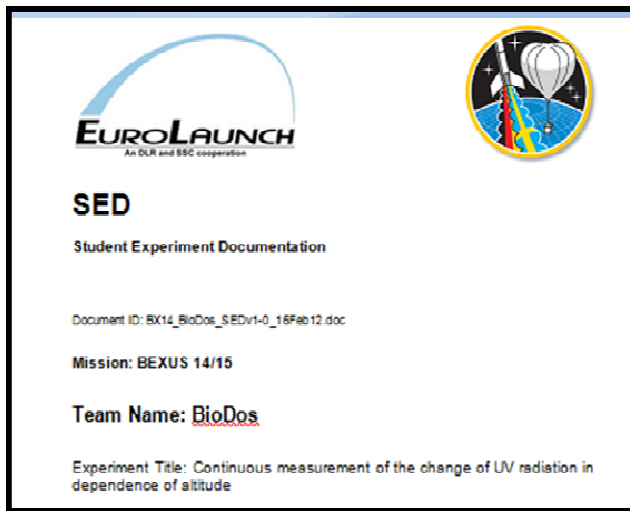 EUROLAUNCH
An DLR and SSC cooperation
SED
Student Experiment Documentation
Document ID: BX14_BioDos_SEDv1-0_16Feb12.doc
Mission: BEXUS 14/15
Team Name: BioDos
Experiment Title: Continuous measurement of the change of UV radiation in
dependence of altitude